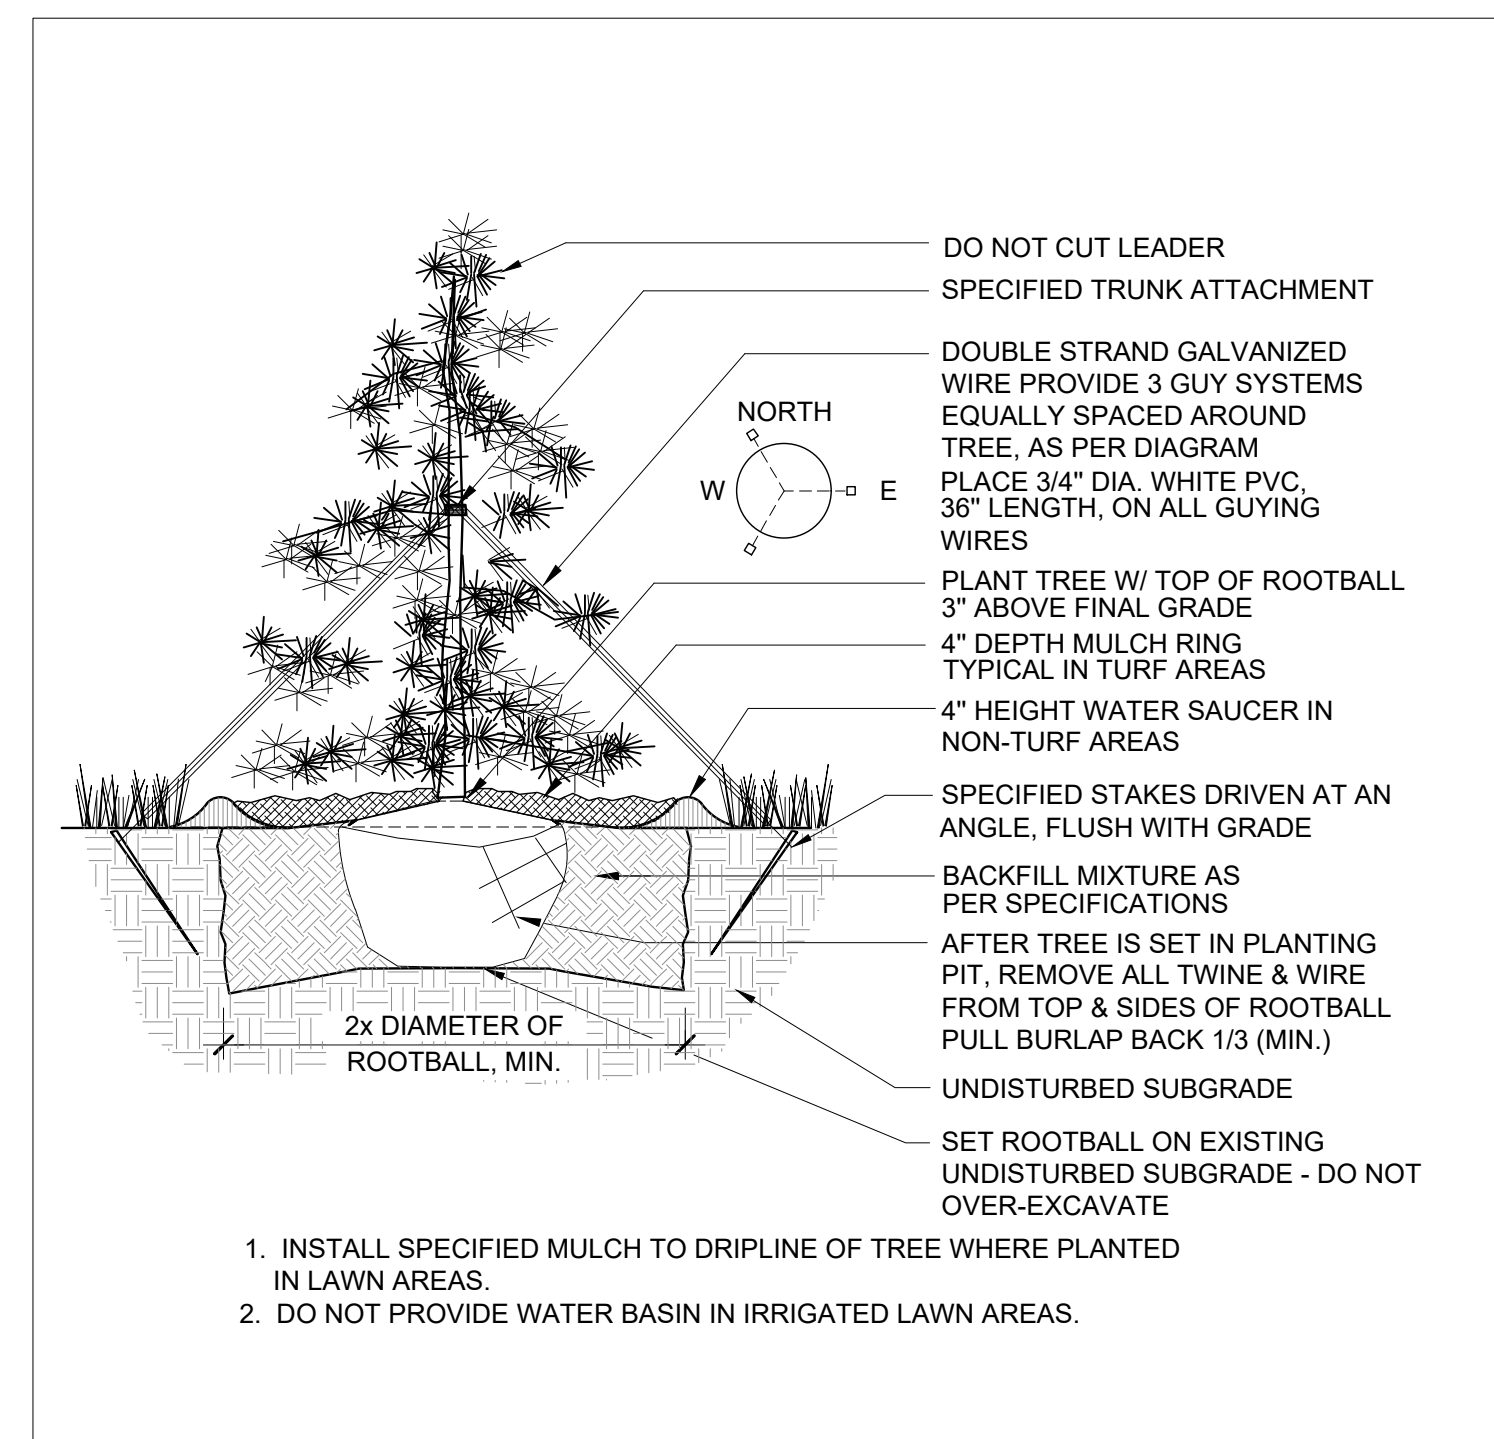 DO NOT CUT LEADER
SPECIFIED TRUNK ATTACHMENT
DOUBLE STRAND GALVANIZED
WIRE PROVIDE 3 GUY SYSTEMS
EQUALLY SPACED AROUND
TREE, AS PER DIAGRAM
PLACE 3/4" DIA. WHITE PVC,
36" LENGTH, ON ALL GUYING
WIRES
NORTH
W
E
PLANT TREE W/ TOP OF ROOTBALL
3" ABOVE FINAL GRADE
4" DEPTH MULCH RING
TYPICAL IN TURF AREAS
4" HEIGHT WATER SAUCER IN
NON-TURF AREAS
SPECIFIED STAKES DRIVEN AT AN
ANGLE, FLUSH WITH GRADE
BACKFILL MIXTURE AS
PER SPECIFICATIONS
AFTER TREE IS SET IN PLANTING
PIT, REMOVE ALL TWINE & WIRE
FROM TOP & SIDES OF ROOTBALL
PULL BURLAP BACK 1/3 (MIN.)
2x DIAMETER OF
ROOTBALL, MIN.
UNDISTURBED SUBGRADE
SET ROOTBALL ON EXISTING
UNDISTURBED SUBGRADE - DO NOT
OVER-EXCAVATE
1. INSTALL SPECIFIED MULCH TO DRIPLINE OF TREE WHERE PLANTED
IN LAWN AREAS.
2. DO NOT PROVIDE WATER BASIN IN IRRIGATED LAWN AREAS.